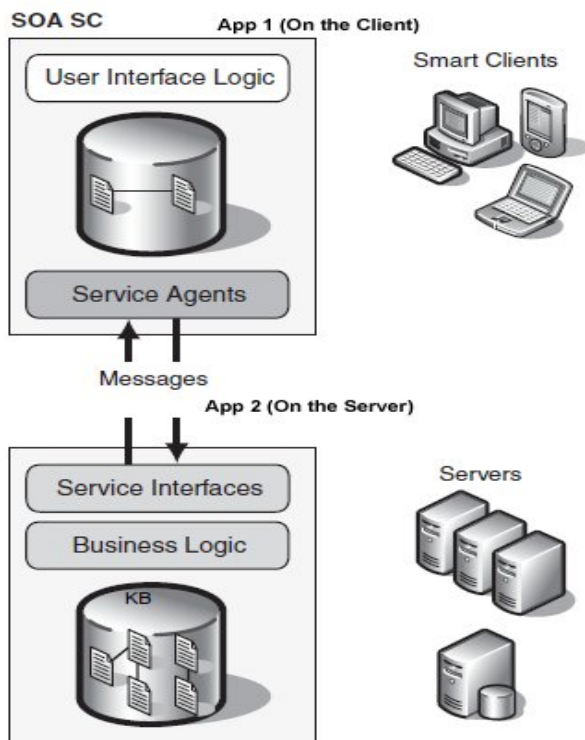 SOA SC
App 1 (On the Client)
User Interface Logic
Smart Clients
Service Agents
Messages
App 2 (On the Server)
Service Interfaces
Servers
Business Logic
KB